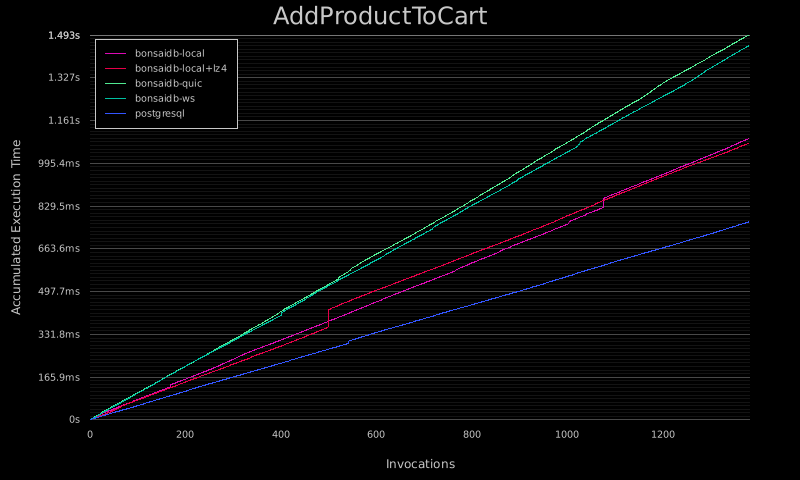 AddProductToCart
1.493s
1.327s
1.161s
995.4ms
829.5ms
663.6ms
497.7ms
331.8ms
165.9ms
0s
Accumulated Execution Time
bonsaidb-local
bonsaidb-local+lz4
bonsaidb-quic
bonsaidb-ws
postgresql
0 200 400 600 800 1000 1200
Invocations